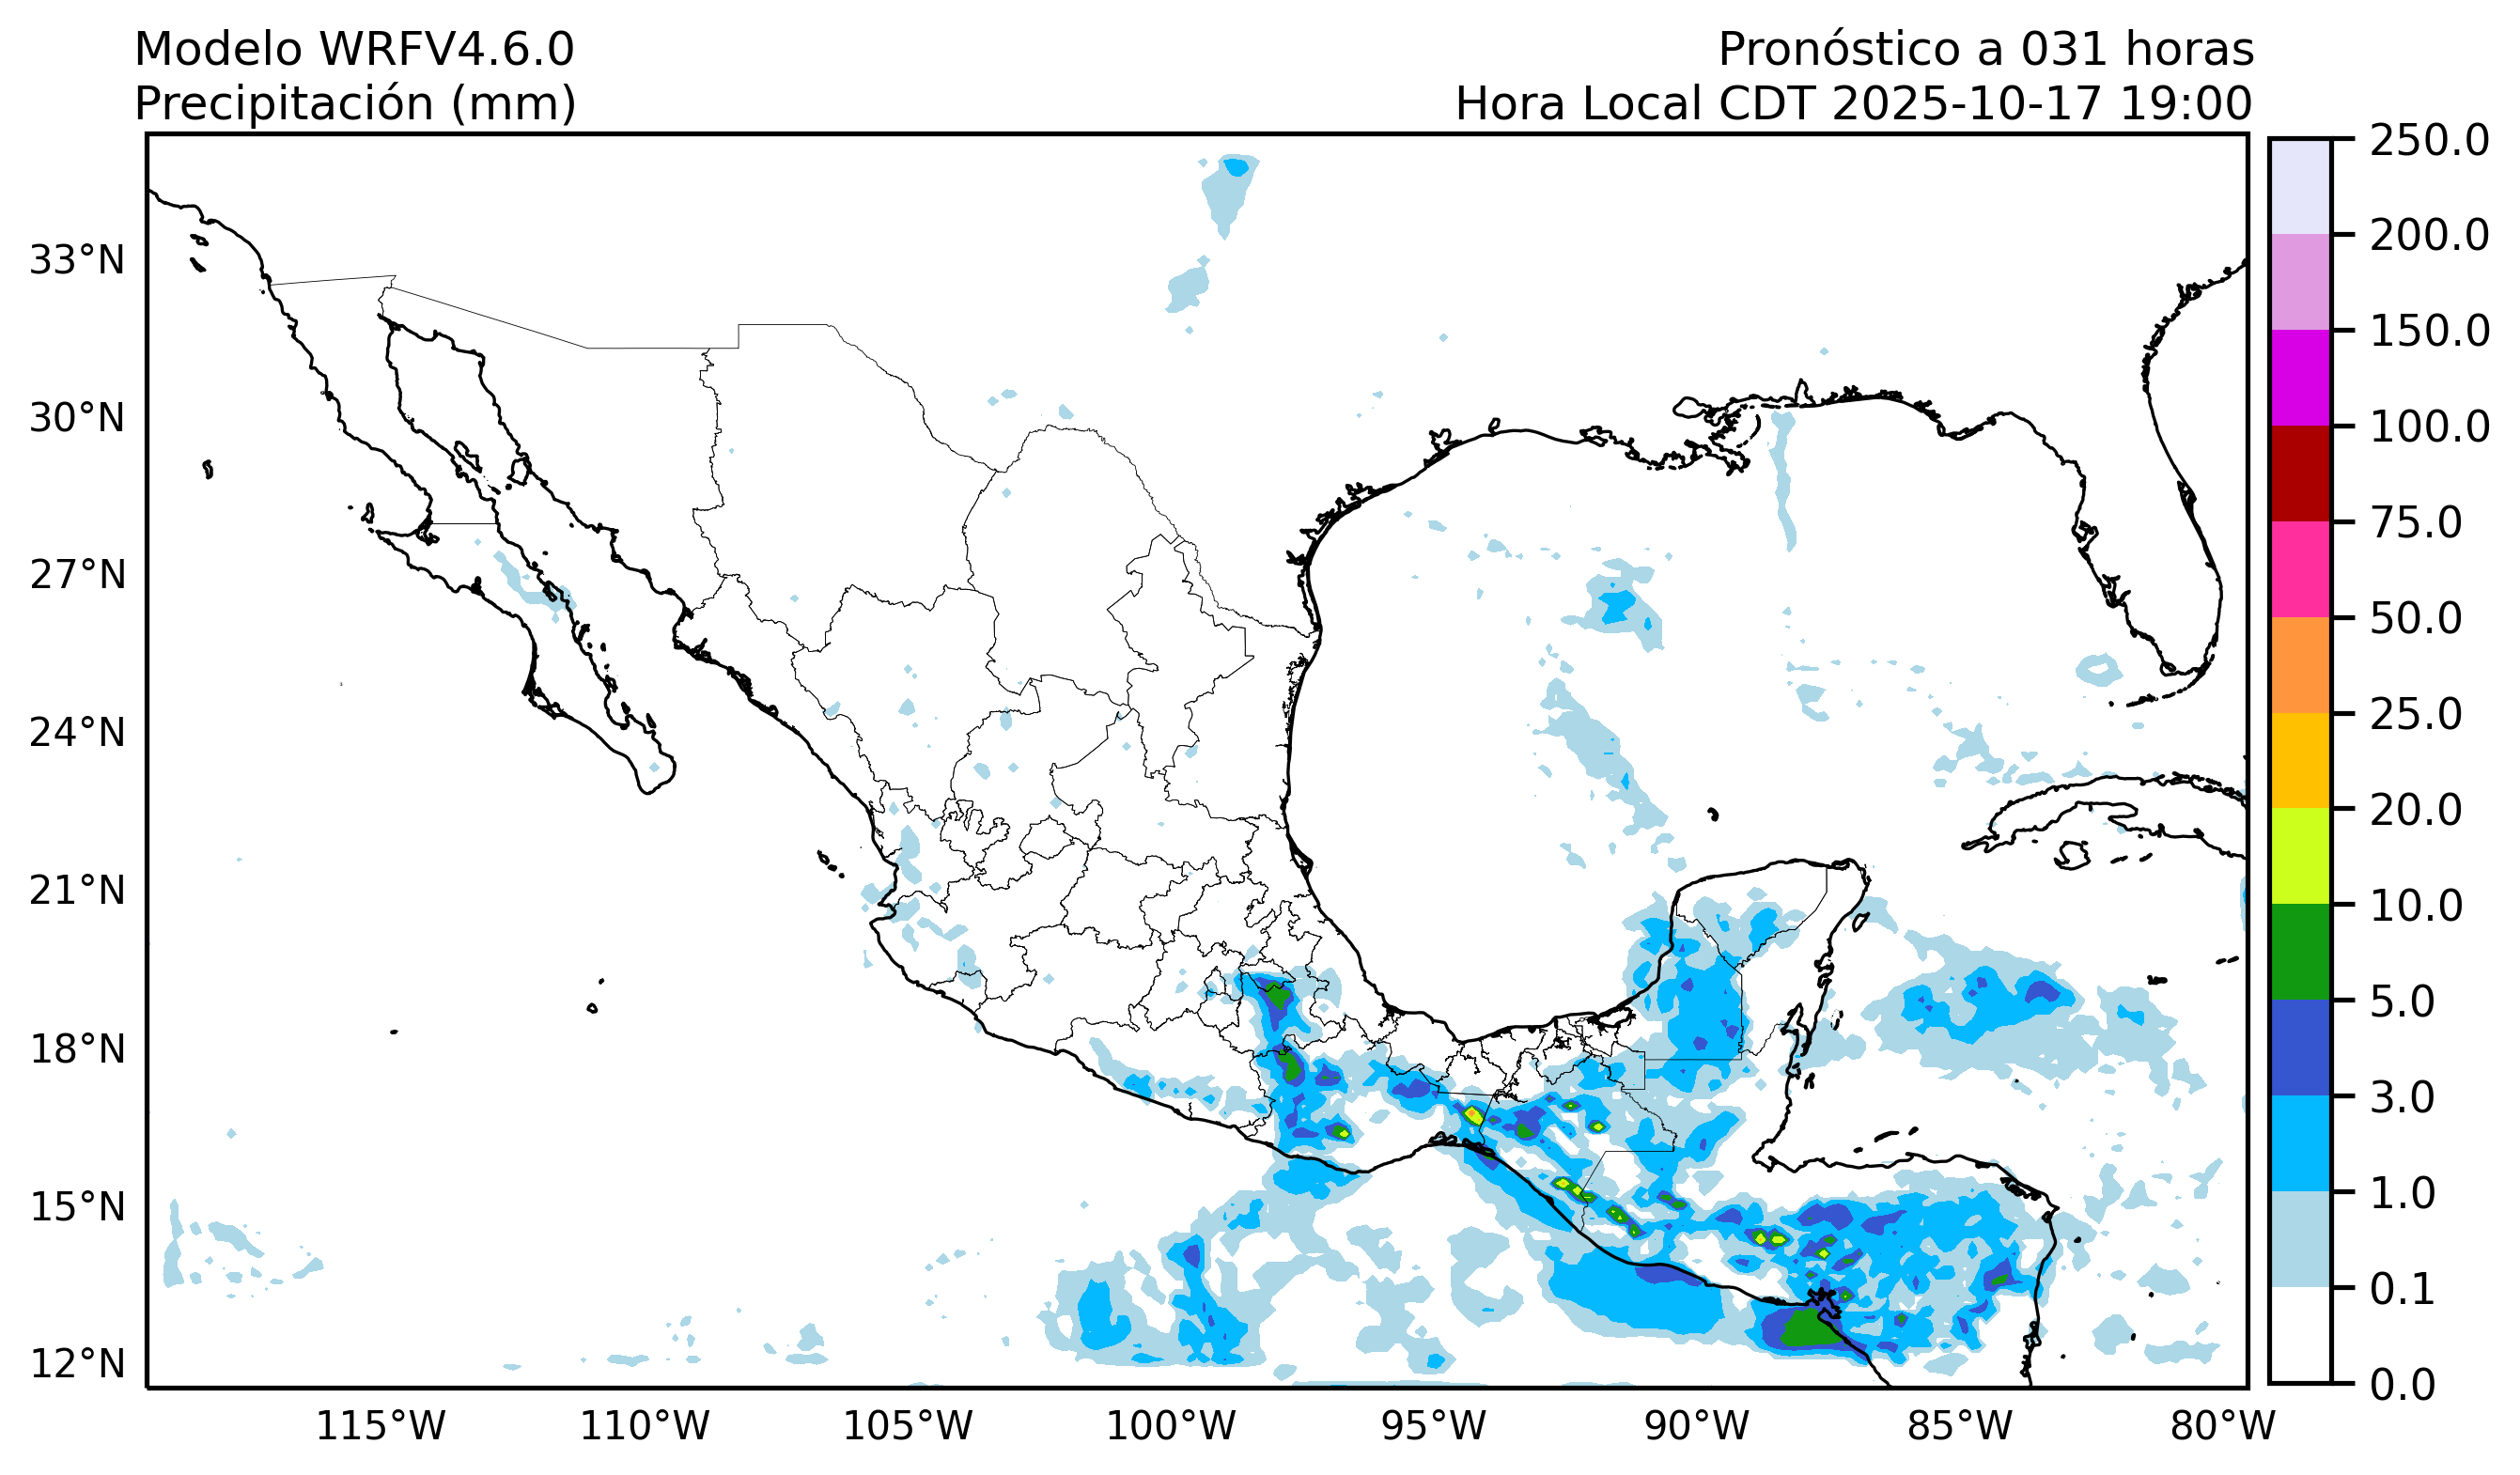 Modelo WRFV4.6.0
Precipitación (mm)
Pronóstico a 031 horas
Hora Local CDT 2025-10-17 19:00
33°N
30°N
27°N
24°N
21°N
18°N
15°N
12°N
115°W
110°W
105°W
100°W
95°W
90°W
85°W
80°W
250.0
200.0
150.0
100.0
75.0
50.0
25.0
20.0
10.0
5.0
3.0
1.0
0.1
0.0